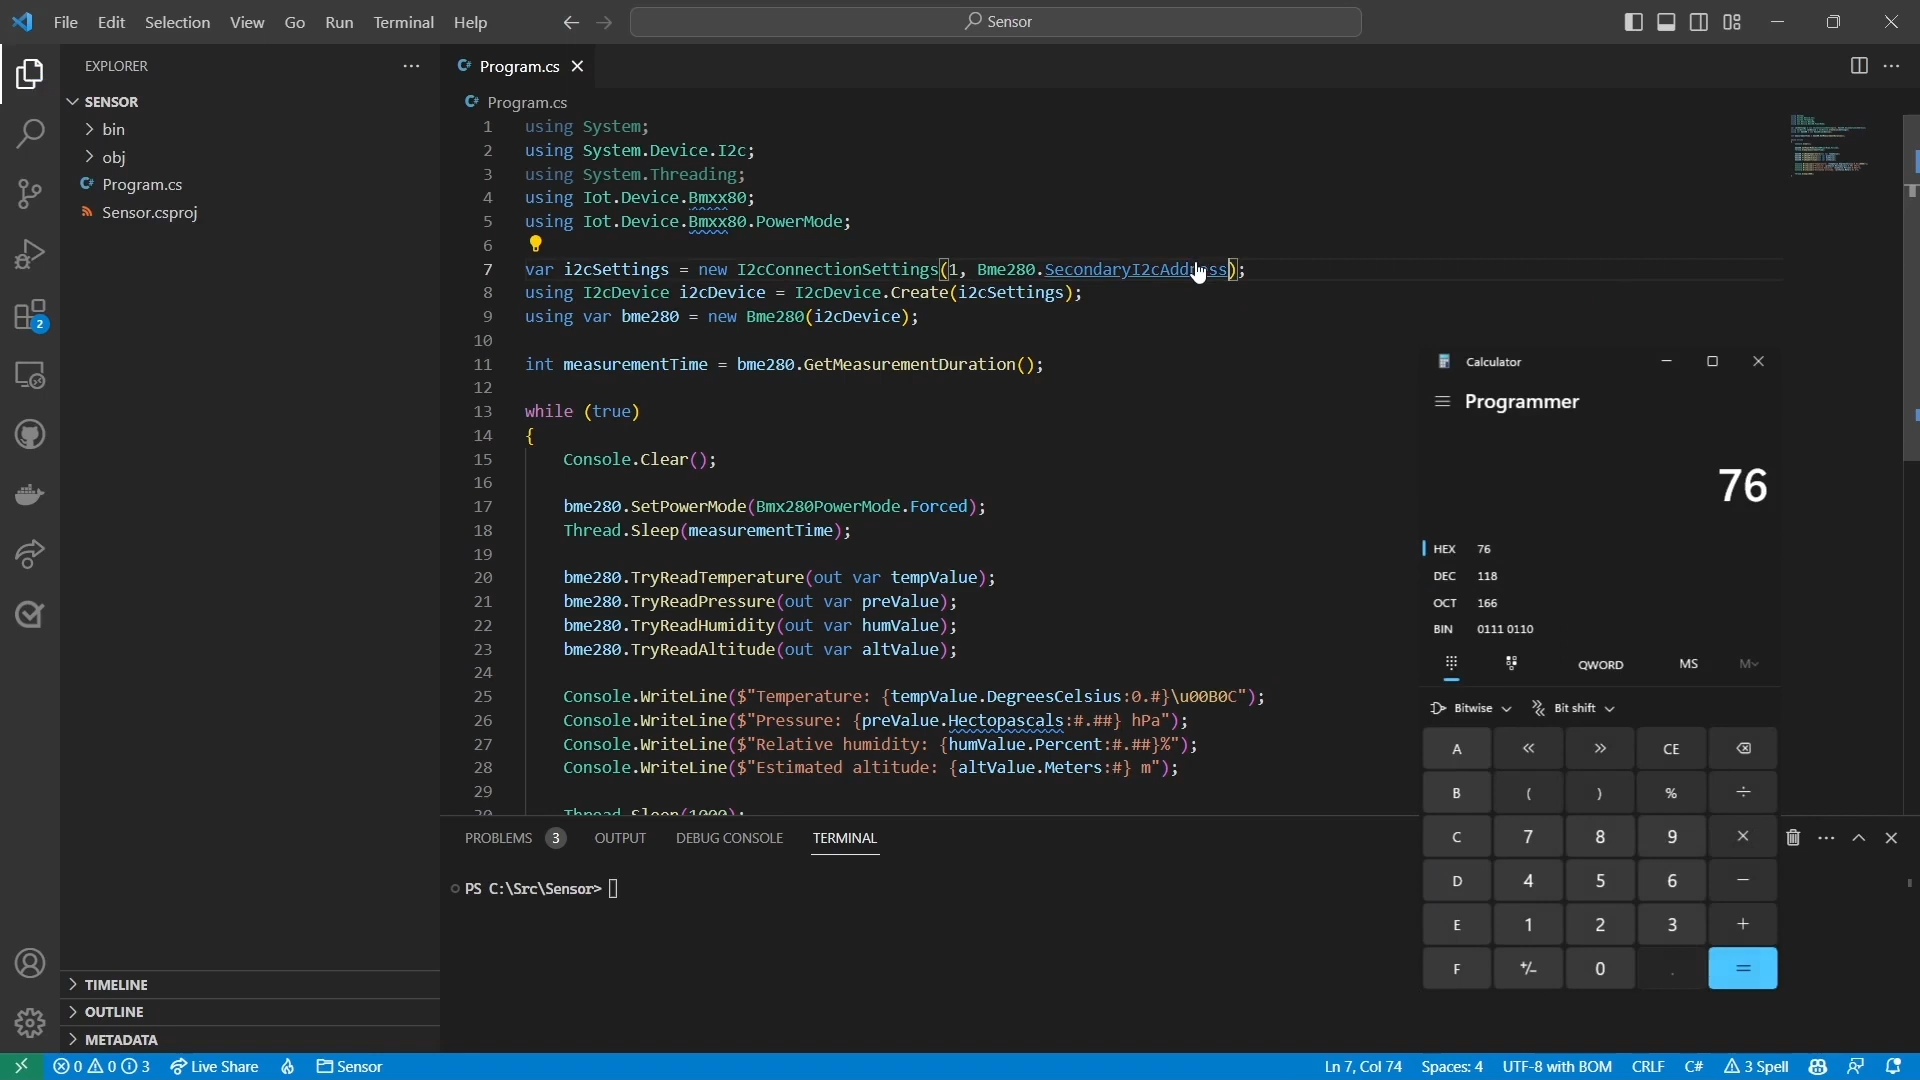 File Edit Selection View Go Run Terminal Help
Sensor
EXPLORER
SENSOR
bin
obj
Program.cs
Sensor.csproj
2
TIMELINE
OUTLINE
METADATA
Program.cs
Program.cs
1 using System;
2 using System.Device.I2c;
3 using System.Threading;
4 using Iot.Device.Bmxx80;
5 using Iot.Device.Bmxx80.PowerMode;
6
7 var i2cSettings = new I2cConnectionSettings(1, Bme280.SecondaryI2cAddress);
8 using I2cDevice i2cDevice = I2cDevice.Create(i2cSettings);
9 using var bme280 = new Bme280(i2cDevice);
10
11 int measurementTime = bme280.GetMeasurementDuration();
12
13 while (true)
14 {
15 Console.Clear();
16
17 bme280.SetPowerMode(Bmx280PowerMode.Forced);
18 Thread.Sleep(measurementTime);
19
20 bme280.TryReadTemperature(out var tempValue);
21 bme280.TryReadPressure(out var preValue);
22 bme280.TryReadHumidity(out var humValue);
23 bme280.TryReadAltitude(out var altValue);
24
25 Console.WriteLine($"Temperature: {tempValue.DegreesCelsius:0.#}\u00B0C");
26 Console.WriteLine($"Pressure: {preValue.Hectopascals:#.##} hPa");
27 Console.WriteLine($"Relative humidity: {humValue.Percent:#.##}%");
28 Console.WriteLine($"Estimated altitude: {altValue.Meters:#} m");
29
30 Thread.Sleep(1000);
PROBLEMS 3 OUTPUT DEBUG CONSOLE TERMINAL
PS C:\Src\Sensor>
Calculator
Programmer
76
HEX 76
DEC 118
OCT 166
BIN 0111 0110
QWORD MS M
Bitwise Bit shift
A « » CE
B ( ) % ÷
C 7 8 9 ×
D 4 5 6 −
E 1 2 3 +
F +/− 0 . =
0 0 3 Live Share Sensor
Ln 7, Col 74 Spaces: 4 UTF-8 with BOM CRLF C# 3 Spell